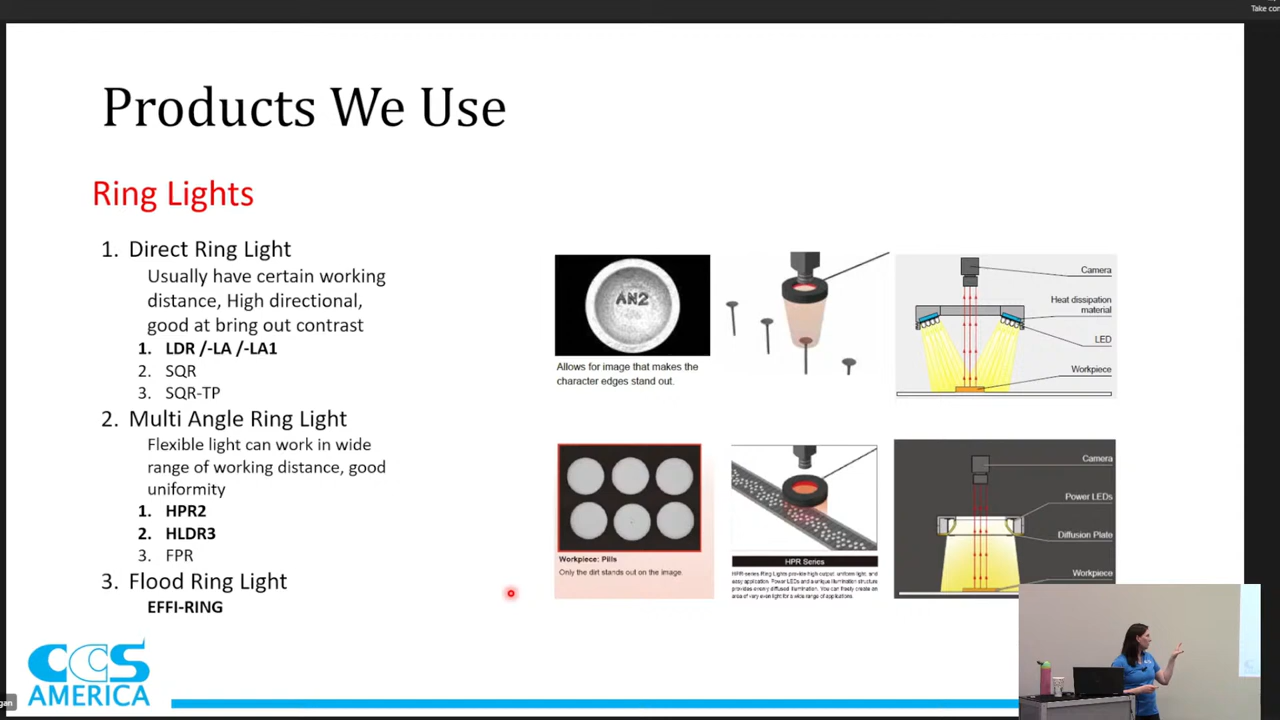 Take con
Products We Use
Ring Lights
1. Direct Ring Light
Usually have certain working
distance, High directional,
good at bring out contrast
1. LDR /-LA /-LA1
2. SQR
3. SQR-TP
2. Multi Angle Ring Light
Flexible light can work in wide
range of working distance, good
uniformity
1. HPR2
2. HLDR3
3. FPR
3. Flood Ring Light
EFFI-RING
AN2
Allows for image that makes the
character edges stand out.
Camera
Heat dissipation
material
LED
Workpiece
Workpiece: Pills
Only the dirt stands out on the image.
HPR Series
HPR-series Ring Lights provide high output, uniform light, and
easy application. Power LEDs and a unique illumination structure
provides evenly diffused illumination. You can freely create an
area of very even light for a wide range of applications.
Camera
Power LEDs
Diffusion Plate
Workpiece
CCS
AMERICA
gan